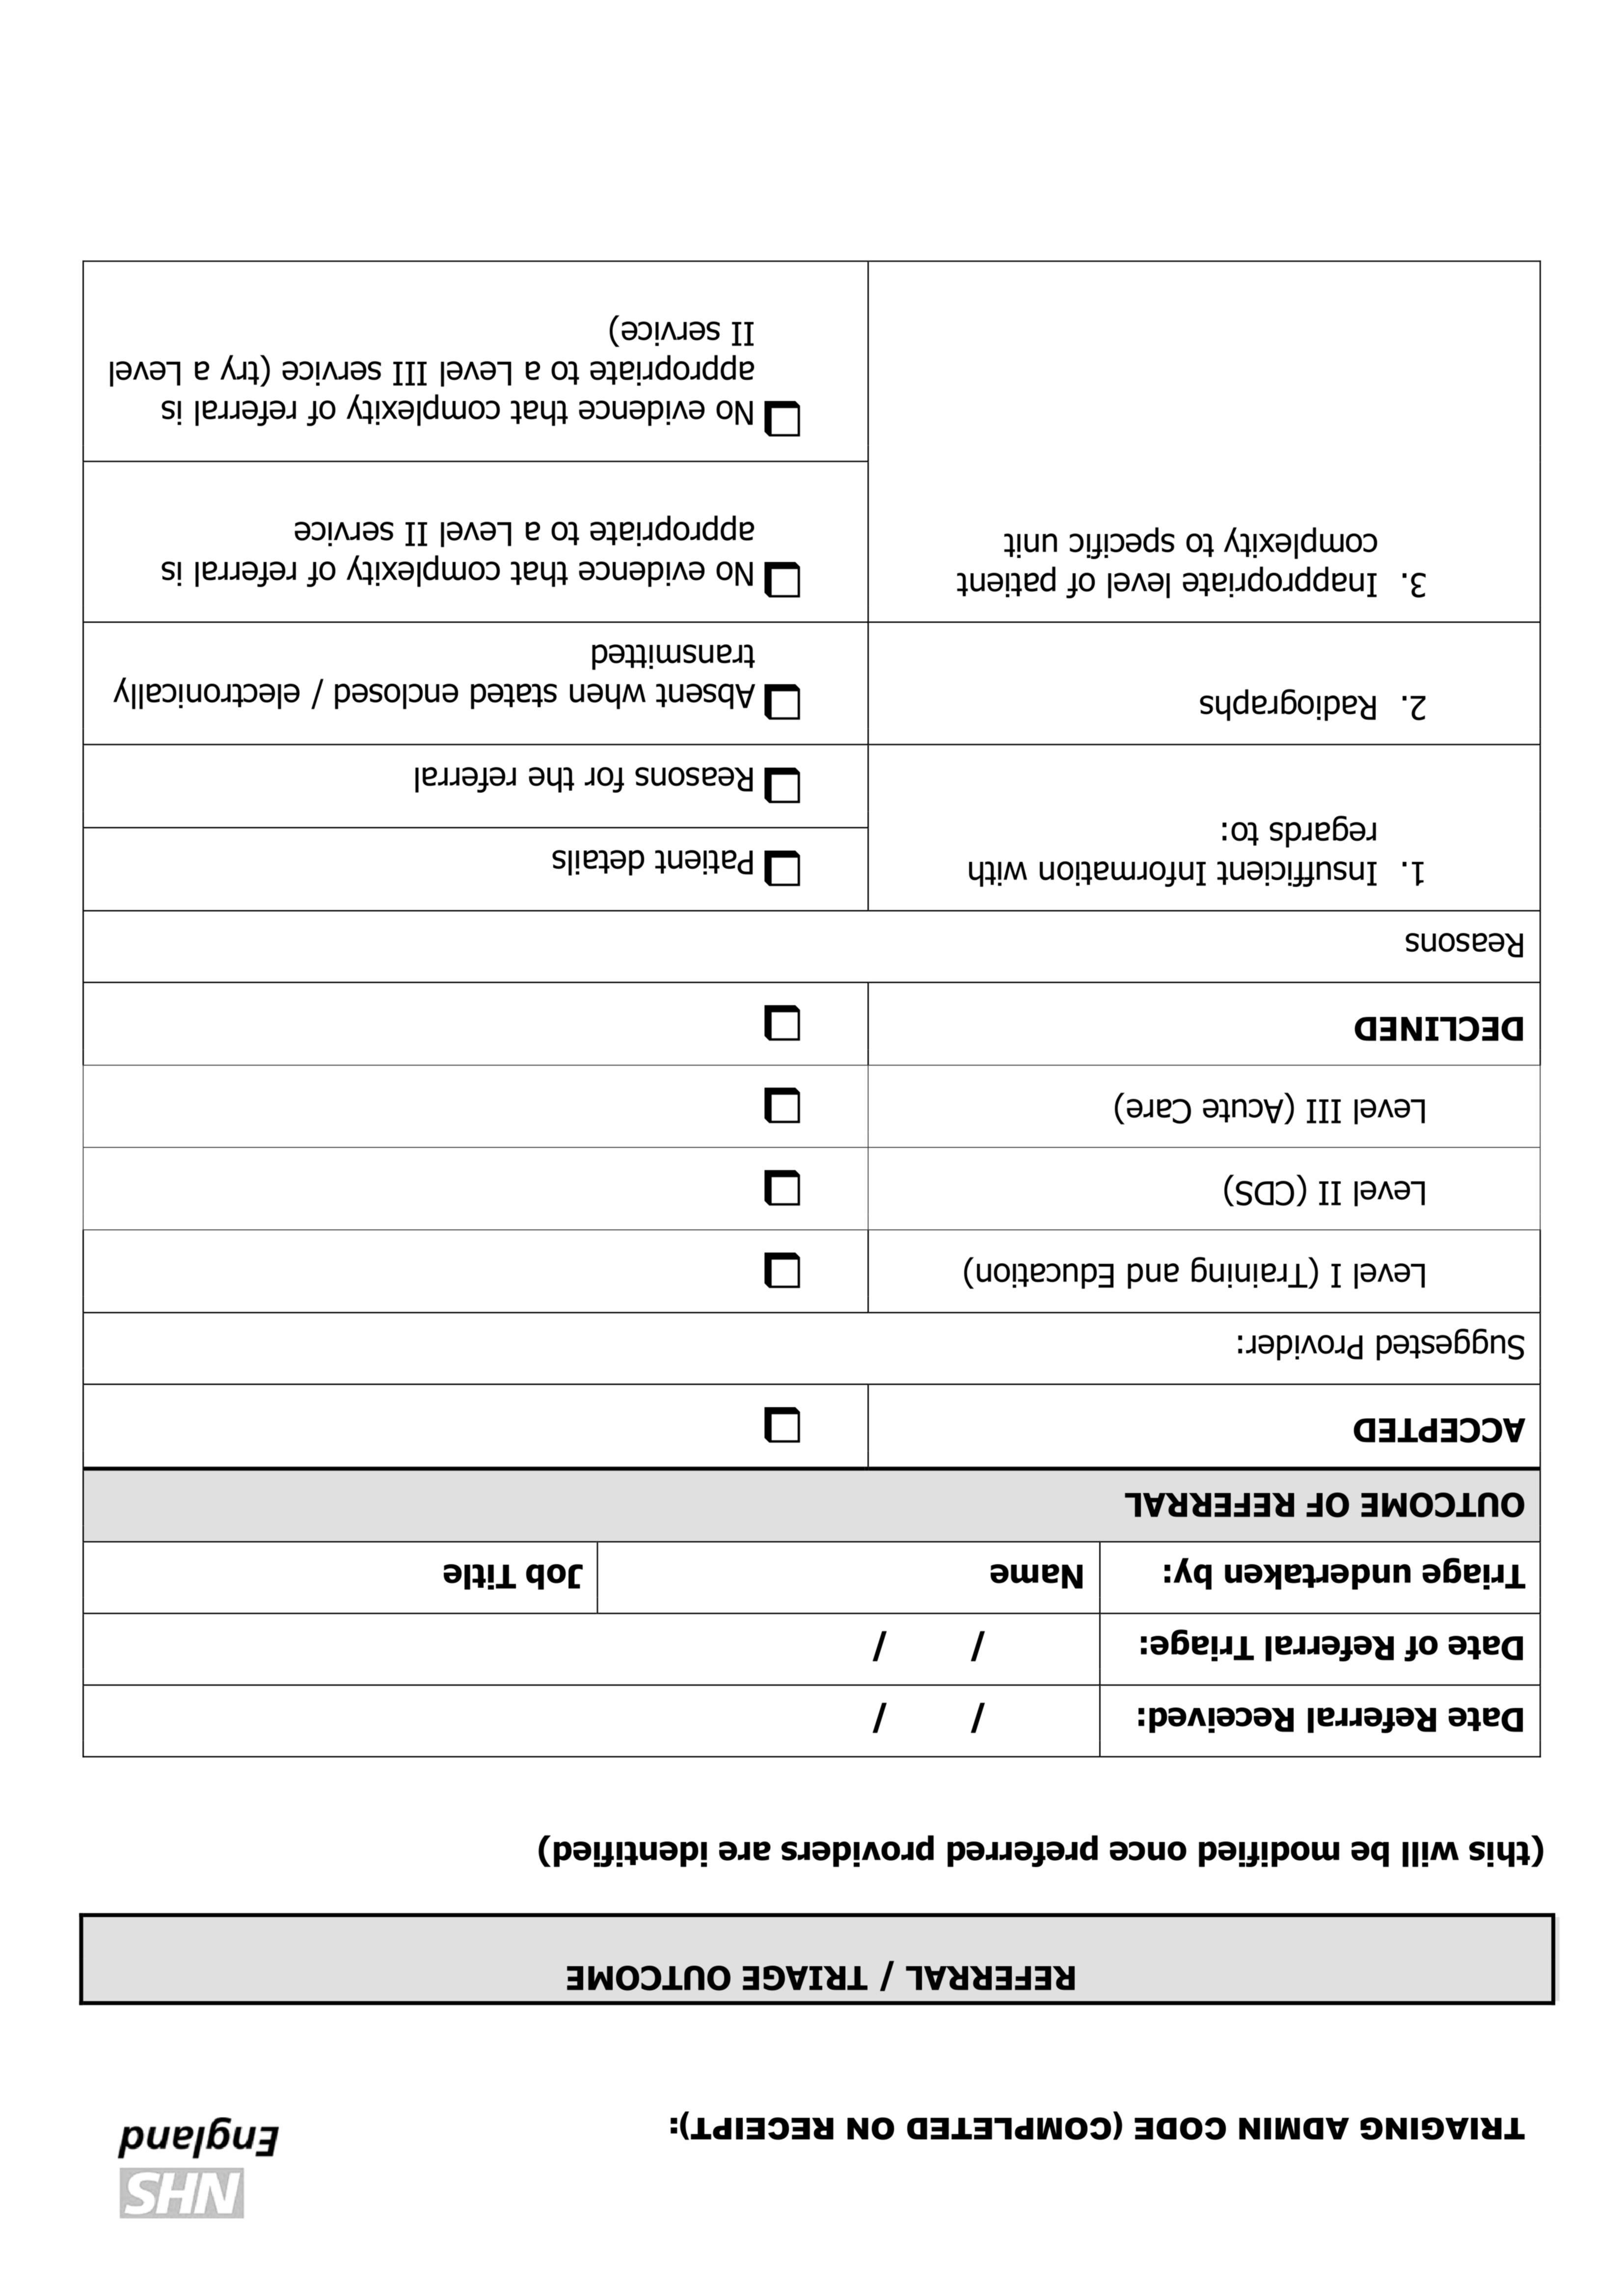 TRIAGING ADMIN CODE (COMPLETED ON RECEIPT):
NHS
England
REFERRAL / TRIAGE OUTCOME
(this will be modified once preferred providers are identified)
Date Referral Received: / /
Date of Referral Triage: / /
Triage undertaken by: Name Job Title
OUTCOME OF REFERRAL
ACCEPTED ❑
Suggested Provider:
Level I (Training and Education) ❑
Level II (CDS) ❑
Level III (Acute Care) ❑
DECLINED ❑
Reasons
1. Insufficient Information with
regards to:
❑ Patient details
❑ Reasons for the referral
2. Radiographs
❑ Absent when stated enclosed / electronically
transmitted
3. Inappropriate level of patient
complexity to specific unit
❑ No evidence that complexity of referral is
appropriate to a Level II service
❑ No evidence that complexity of referral is
appropriate to a Level III service (try a Level
II service)